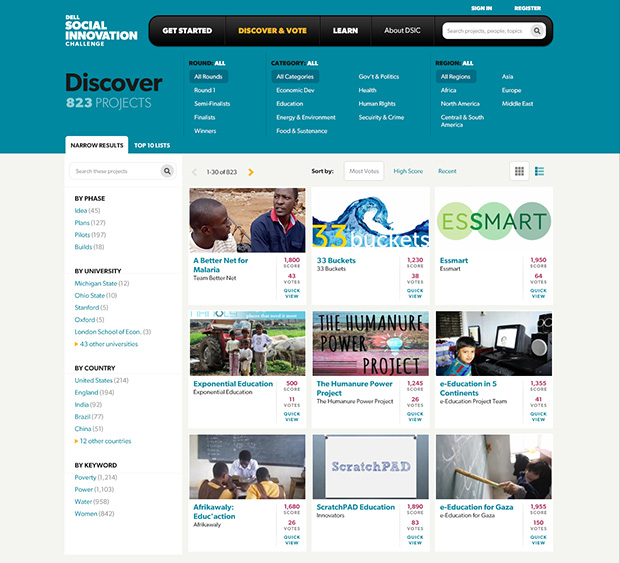 SIGN IN
REGISTER
DELL
SOCIAL
INNOVATION
CHALLENGE
GET STARTED
DISCOVER & VOTE
LEARN
About DSIC
Search projects, people, topics
Discover
823 PROJECTS
ROUND: ALL
All Rounds
Round 1
Semi-Finalists
Finalists
Winners
CATEGORY: ALL
All Categories
Economic Dev
Education
Energy & Environment
Food & Sustenance
Gov't & Politics
Health
Human Rights
Security & Crime
REGION: ALL
All Regions
Africa
North America
Central & South
America
Asia
Europe
Middle East
NARROW RESULTS
TOP 10 LISTS
Search these projects
1-30 of 823
Sort by:
Most Votes
High Score
Recent
BY PHASE
Idea (45)
Plans (127)
Pilots (197)
Builds (18)
BY UNIVERSITY
Michigan State (12)
Ohio State (10)
Stanford (5)
Oxford (5)
London School of Econ. (3)
43 other universities
BY COUNTRY
United States (214)
England (194)
India (92)
Brazil (77)
China (51)
12 other countries
BY KEYWORD
Poverty (1,214)
Power (1,103)
Water (958)
Women (842)
A Better Net for
Malaria
Team Better Net
1,800
SCORE
43
VOTES
QUICK
VIEW
33 buckets
33 Buckets
33 Buckets
1,230
SCORE
38
VOTES
QUICK
VIEW
ESSMART
Essmart
Essmart
1,950
SCORE
64
VOTES
QUICK
VIEW
Exponential Education
Exponential Education
500
SCORE
11
VOTES
QUICK
VIEW
THE HUMANURE
POWER
PROJECT
The Humanure Power
Project
The Humanure Power Project
1,245
SCORE
26
VOTES
QUICK
VIEW
e-Education in 5
Continents
e-Education Project Team
1,355
SCORE
41
VOTES
QUICK
VIEW
Afrikawaly:
Educ'action
Afrikawaly
1,680
SCORE
26
VOTES
QUICK
VIEW
ScratchPAD
ScratchPAD Education
Innovators
1,890
SCORE
83
VOTES
QUICK
VIEW
e-Education for Gaza
e-Education for Gaza
1,955
SCORE
150
VOTES
QUICK
VIEW